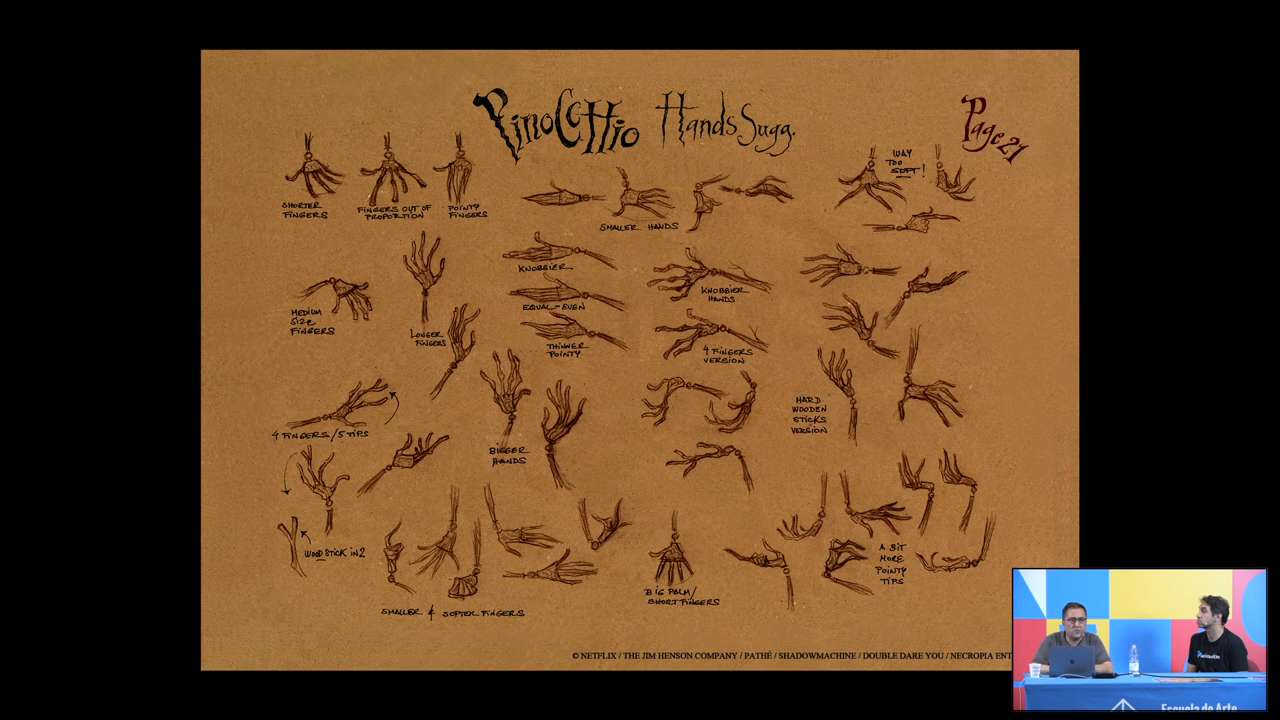 PinoCcHio Hands Sugg.
Page 21
SHORTER
FINGERS
FINGERS OUT OF
PROPORTION
POINTY
FINGERS
SMALLER HANDS
WAY
TOO
SOFT!
MEDIUM
SIZE
FINGERS
LONGER
FINGERS
KNOBBIER
EQUAL-EVEN
THINNER
POINTY
KNOBBIER
HANDS
4 FINGERS
VERSION
4 FINGERS/5 TIPS
BIGGER
HANDS
HARD
WOODEN
STICKS
VERSION
WOOD STICK iN 2
SMALLER & SOFTER FINGERS
BIG PALM/
SHORT FINGERS
A BIT
MORE
POINTY
TIPS
© NETFLIX / THE JIM HENSON COMPANY / PATHÉ / SHADOWMACHINE / DOUBLE DARE YOU / NECROPIA ENT
Escuela de Arte